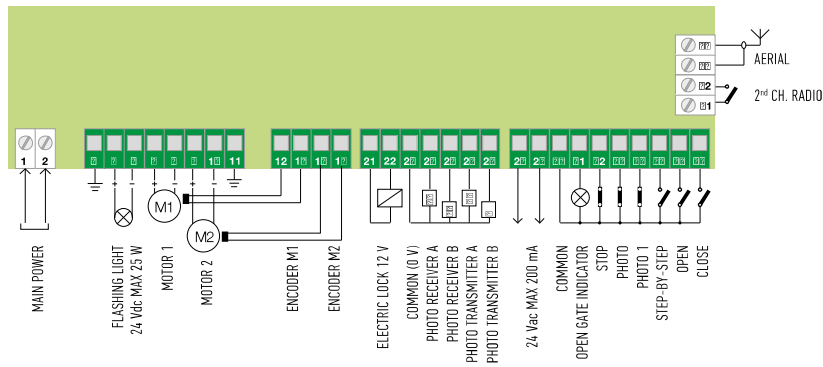 AERIAL
2nd CH. RADIO
1 2
11
12
21 22
+ - + - + -
M1
M2
MAIN POWER
FLASHING LIGHT
24 Vdc MAX 25 W
MOTOR 1
MOTOR 2
ENCODER M1
ENCODER M2
ELECTRIC LOCK 12 V
COMMON (0 V)
PHOTO RECEIVER A
PHOTO RECEIVER B
PHOTO TRANSMITTER A
PHOTO TRANSMITTER B
24 Vac MAX 200 mA
COMMON
OPEN GATE INDICATOR
STOP
PHOTO
PHOTO 1
STEP-BY-STEP
OPEN
CLOSE